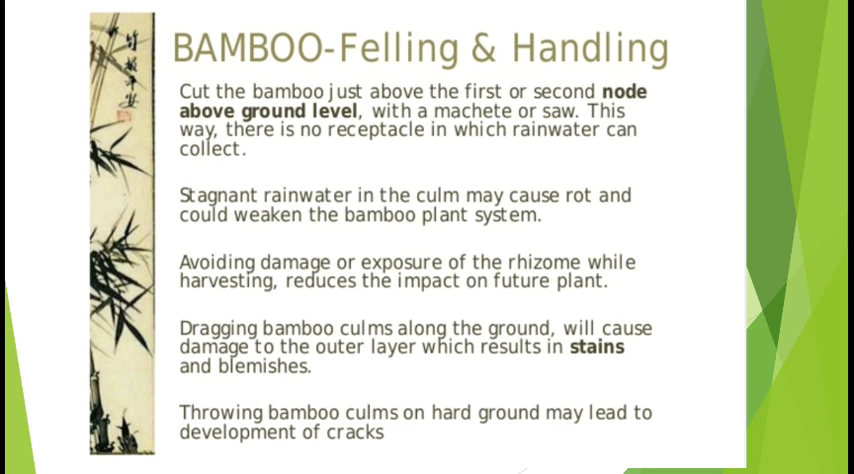 BAMBOO-Felling & Handling
Cut the bamboo just above the first or second node
above ground level, with a machete or saw. This
way, there is no receptacle in which rainwater can
collect.
Stagnant rainwater in the culm may cause rot and
could weaken the bamboo plant system.
Avoiding damage or exposure of the rhizome while
harvesting, reduces the impact on future plant.
Dragging bamboo culms along the ground, will cause
damage to the outer layer which results in stains
and blemishes.
Throwing bamboo culms on hard ground may lead to
development of cracks